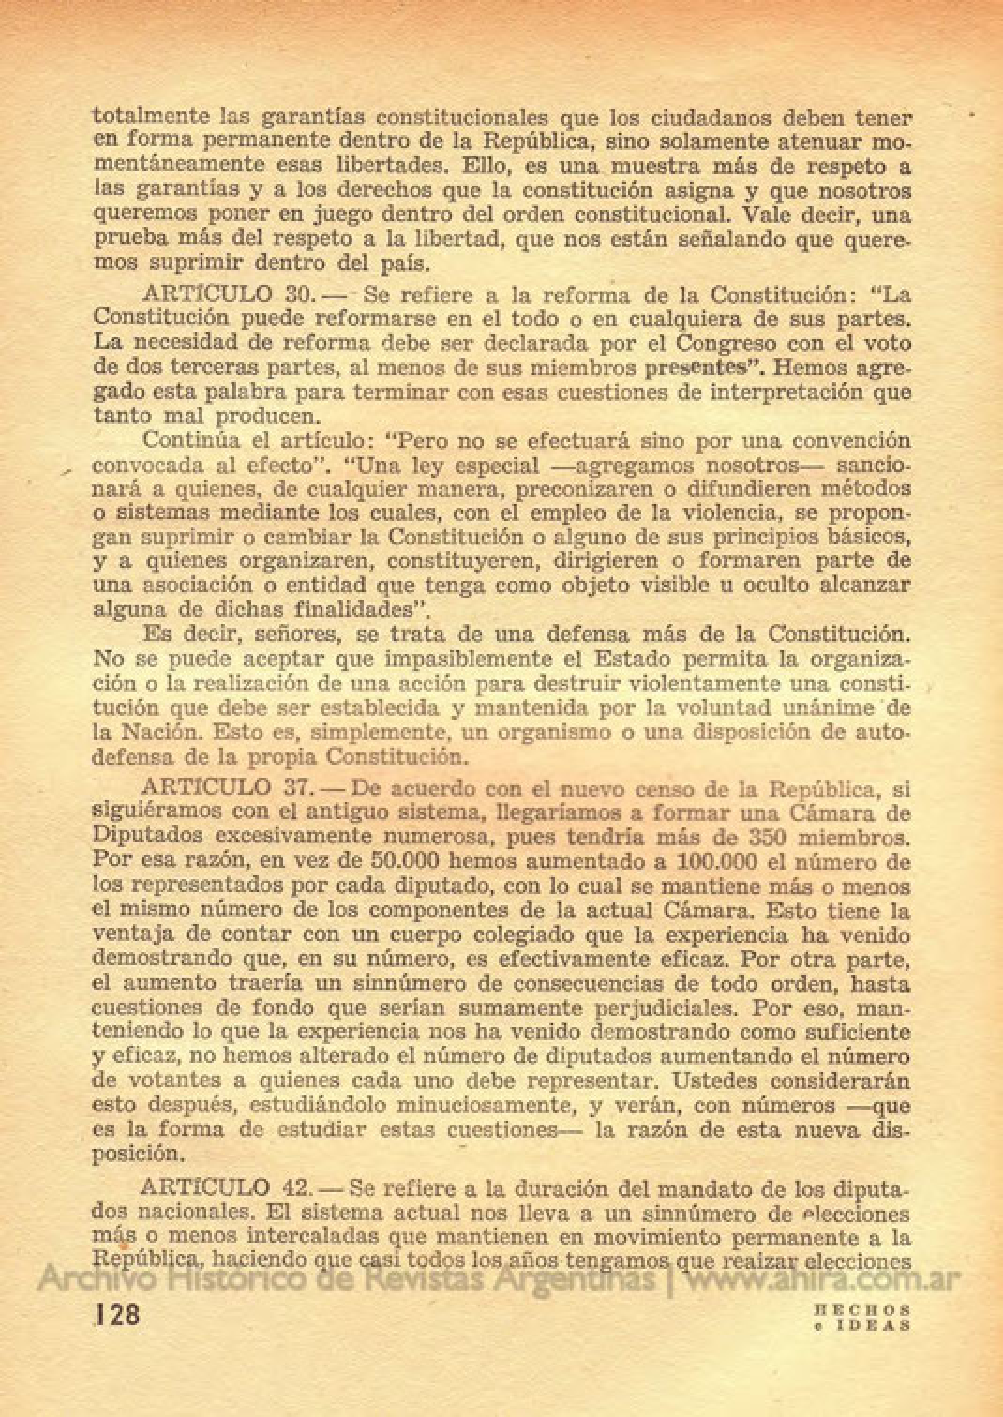 totalmente las garantías constitucionales que los ciudadanos deben tener
en forma permanente dentro de la República, sino solamente atenuar mo-
mentáneamente esas libertades. Ello, es una muestra más de respeto a
las garantías y a los derechos que la constitución asigna y que nosotros
queremos poner en juego dentro del orden constitucional. Vale decir, una
prueba más del respeto a la libertad, que nos están señalando que quere-
mos suprimir dentro del país.
ARTÍCULO 30. — Se refiere a la reforma de la Constitución: “La
Constitución puede reformarse en el todo o en cualquiera de sus partes.
La necesidad de reforma debe ser declarada por el Congreso con el voto
de dos terceras partes, al menos de sus miembros presentes”. Hemos agre-
gado esta palabra para terminar con esas cuestiones de interpretación que
tanto mal producen.
Continúa el artículo: “Pero no se efectuará sino por una convención
convocada al efecto”. “Una ley especial —agregamos nosotros— sancio-
nará a quienes, de cualquier manera, preconizaren o difundieren métodos
o sistemas mediante los cuales, con el empleo de la violencia, se propon-
gan suprimir o cambiar la Constitución o alguno de sus principios básicos,
y a quienes organizaren, constituyeren, dirigieren o formaren parte de
una asociación o entidad que tenga como objeto visible u oculto alcanzar
alguna de dichas finalidades”.
Es decir, señores, se trata de una defensa más de la Constitución.
No se puede aceptar que impasiblemente el Estado permita la organiza-
ción o la realización de una acción para destruir violentamente una consti-
tución que debe ser establecida y mantenida por la voluntad unánime de
la Nación. Esto es, simplemente, un organismo o una disposición de auto-
defensa de la propia Constitución.
ARTÍCULO 37. — De acuerdo con el nuevo censo de la República, si
siguiéramos con el antiguo sistema, llegaríamos a formar una Cámara de
Diputados excesivamente numerosa, pues tendría más de 350 miembros.
Por esa razón, en vez de 50.000 hemos aumentado a 100.000 el número de
los representados por cada diputado, con lo cual se mantiene más o menos
el mismo número de los componentes de la actual Cámara. Esto tiene la
ventaja de contar con un cuerpo colegiado que la experiencia ha venido
demostrando que, en su número, es efectivamente eficaz. Por otra parte,
el aumento traería un sinnúmero de consecuencias de todo orden, hasta
cuestiones de fondo que serían sumamente perjudiciales. Por eso, man-
teniendo lo que la experiencia nos ha venido demostrando como suficiente
y eficaz, no hemos alterado el número de diputados aumentando el número
de votantes a quienes cada uno debe representar. Ustedes considerarán
esto después, estudiándolo minuciosamente, y verán, con números —que
es la forma de estudiar estas cuestiones— la razón de esta nueva dis-
posición.
ARTÍCULO 42. — Se refiere a la duración del mandato de los diputa-
dos nacionales. El sistema actual nos lleva a un sinnúmero de elecciones
más o menos intercaladas que mantienen en movimiento permanente a la
República, haciendo que casi todos los años tengamos que reaizar elecciones
Archivo Histórico de Revistas Argentinas | www.ahira.com.ar
128
HECHOS
e IDEAS